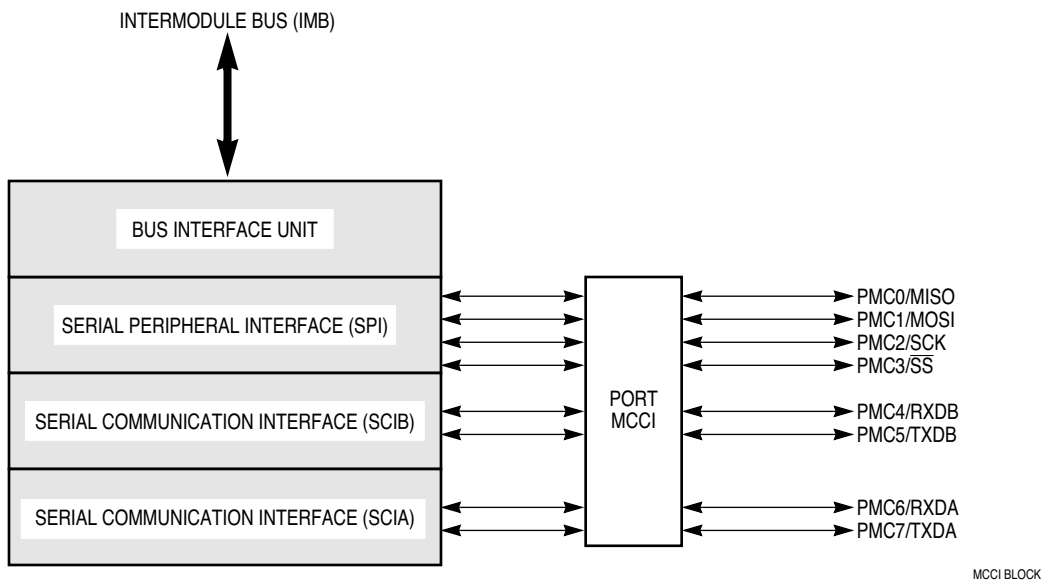 INTERMODULE BUS (IMB)
BUS INTERFACE UNIT
SERIAL PERIPHERAL INTERFACE (SPI)
SERIAL COMMUNICATION INTERFACE (SCIB)
SERIAL COMMUNICATION INTERFACE (SCIA)
PORT
MCCI
PMC0/MISO
PMC1/MOSI
PMC2/SCK
PMC3/S̅S̅
PMC4/RXDB
PMC5/TXDB
PMC6/RXDA
PMC7/TXDA
MCCI BLOCK